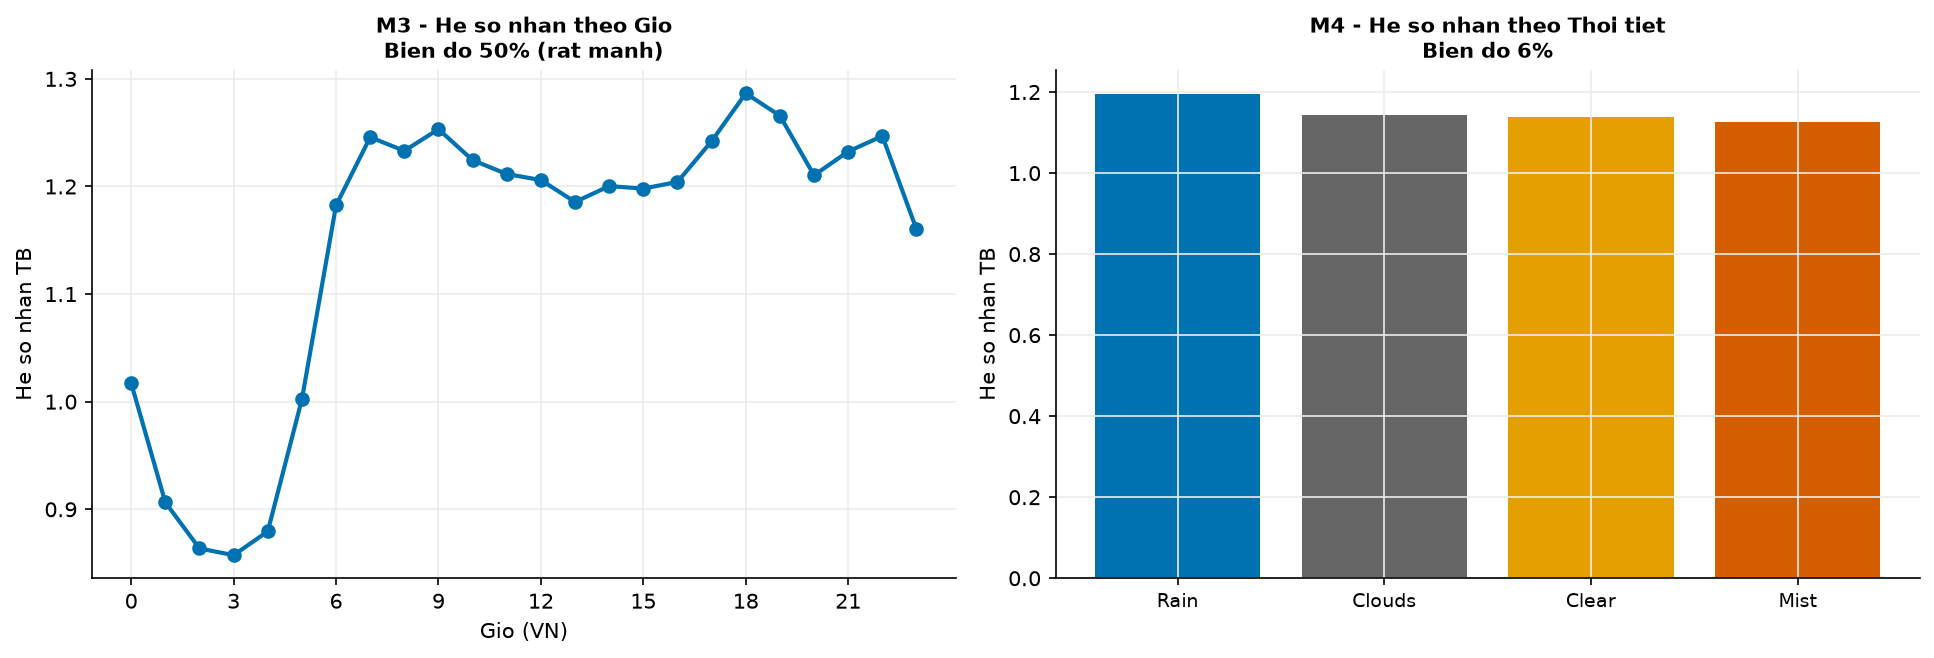 M3 - He so nhan theo Gio
Bien do 50% (rat manh)
He so nhan TB
1.3
1.2
1.1
1.0
0.9
0 3 6 9 12 15 18 21
Gio (VN)
M4 - He so nhan theo Thoi tiet
Bien do 6%
He so nhan TB
1.2
1.0
0.8
0.6
0.4
0.2
0.0
Rain Clouds Clear Mist